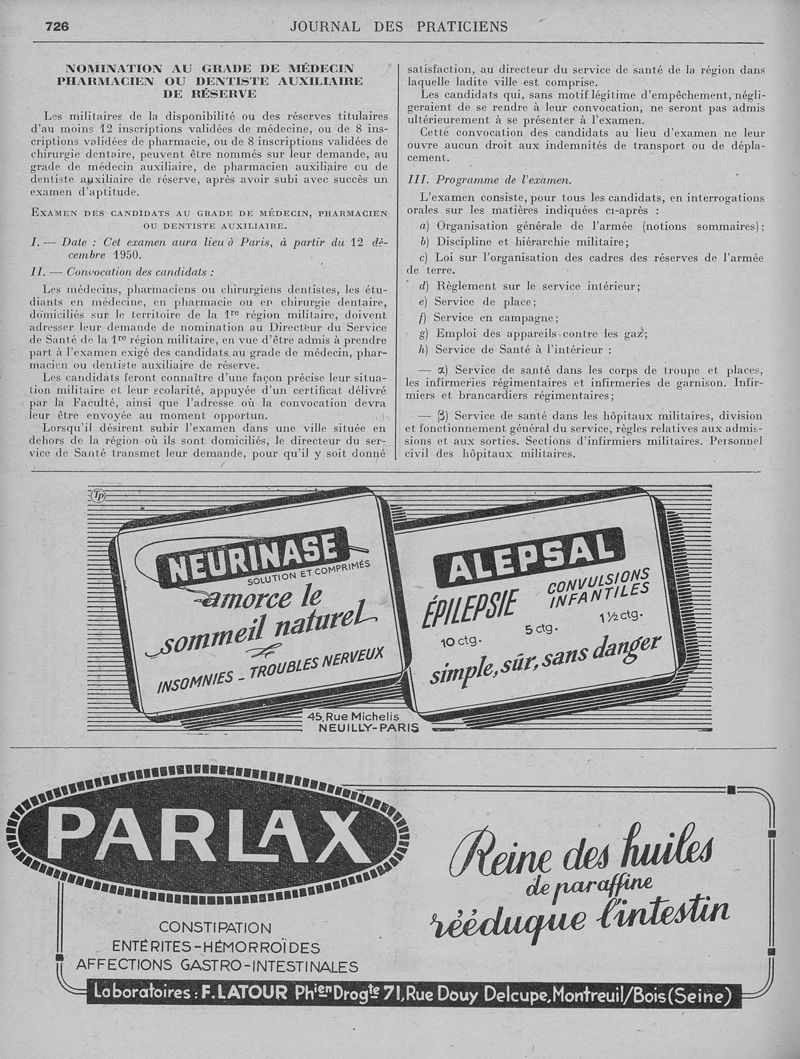 726
JOURNAL DES PRATICIENS
NOMINATION AU GRADE DE MÉDECIN
PHARMACIEN OU DENTISTE AUXILIAIRE
DE RÉSERVE
Les militaires de la disponibilité ou des réserves titulaires
d'au moins 12 inscriptions validées de médecine, ou de 8 ins-
criptions validées de pharmacie, ou de 8 inscriptions validées de
chirurgie dentaire, peuvent être nommés sur leur demande, au
grade de médecin auxiliaire, de pharmacien auxiliaire ou de
dentiste auxiliaire de réserve, après avoir subi avec succès un
examen d'aptitude.
EXAMEN DES CANDIDATS AU GRADE DE MÉDECIN, PHARMACIEN
OU DENTISTE AUXILIAIRE.
I. — Date : Cet examen aura lieu à Paris, à partir du 12 dé-
cembre 1950.
II. — Convocation des candidats :
Les médecins, pharmaciens ou chirurgiens dentistes, les étu-
diants en médecine, en pharmacie ou en chirurgie dentaire,
domiciliés sur le territoire de la 1re région militaire, doivent
adresser leur demande de nomination au Directeur du Service
de Santé de la 1re région militaire, en vue d'être admis à prendre
part à l'examen exigé des candidats au grade de médecin, phar-
macien ou dentiste auxiliaire de réserve.
Les candidats feront connaître d'une façon précise leur situa-
tion militaire et leur scolarité, appuyée d'un certificat délivré
par la Faculté, ainsi que l'adresse où la convocation devra
leur être envoyée au moment opportun.
Lorsqu'il désirent subir l'examen dans une ville située en
dehors de la région où ils sont domiciliés, le directeur du ser-
vice de Santé transmet leur demande, pour qu'il y soit donné
satisfaction, au directeur du service de santé de la région dans
laquelle ladite ville est comprise.
Les candidats qui, sans motif légitime d'empêchement, négli-
geraient de se rendre à leur convocation, ne seront pas admis
ultérieurement à se présenter à l'examen.
Cette convocation des candidats au lieu d'examen ne leur
ouvre aucun droit aux indemnités de transport ou de dépla-
cement.
III. Programme de l'examen.
L'examen consiste, pour tous les candidats, en interrogations
orales sur les matières indiquées ci-après :
a) Organisation générale de l'armée (notions sommaires);
b) Discipline et hiérarchie militaire;
c) Loi sur l'organisation des cadres des réserves de l'armée
de terre.
d) Règlement sur le service intérieur;
e) Service de place;
f) Service en campagne;
g) Emploi des appareils contre les gaz;
h) Service de Santé à l'intérieur :
— α) Service de santé dans les corps de troupe et places,
les infirmeries régimentaires et infirmeries de garnison. Infir-
miers et brancardiers régimentaires;
— β) Service de santé dans les hôpitaux militaires, division
et fonctionnement général du service, règles relatives aux admis-
sions et aux sorties. Sections d'infirmiers militaires. Personnel
civil des hôpitaux militaires.
Tp
NEURINASE
SOLUTION ET COMPRIMÉS
amorce le
sommeil naturel
INSOMNIES - TROUBLES NERVEUX
ALEPSAL
ÉPILEPSIE
CONVULSIONS
INFANTILES
10 ctg.
5 ctg.
1 ½ ctg.
simple, sûr, sans danger
45, Rue Michelis
NEUILLY-PARIS
PARLAX
CONSTIPATION
ENTÉRITES-HÉMORROÏDES
AFFECTIONS GASTRO-INTESTINALES
Reine des huiles
de paraffine
rééduque l'intestin
Laboratoires : F. LATOUR Phien Drogte 71, Rue Douy Delcupe, Montreuil/Bois (Seine)